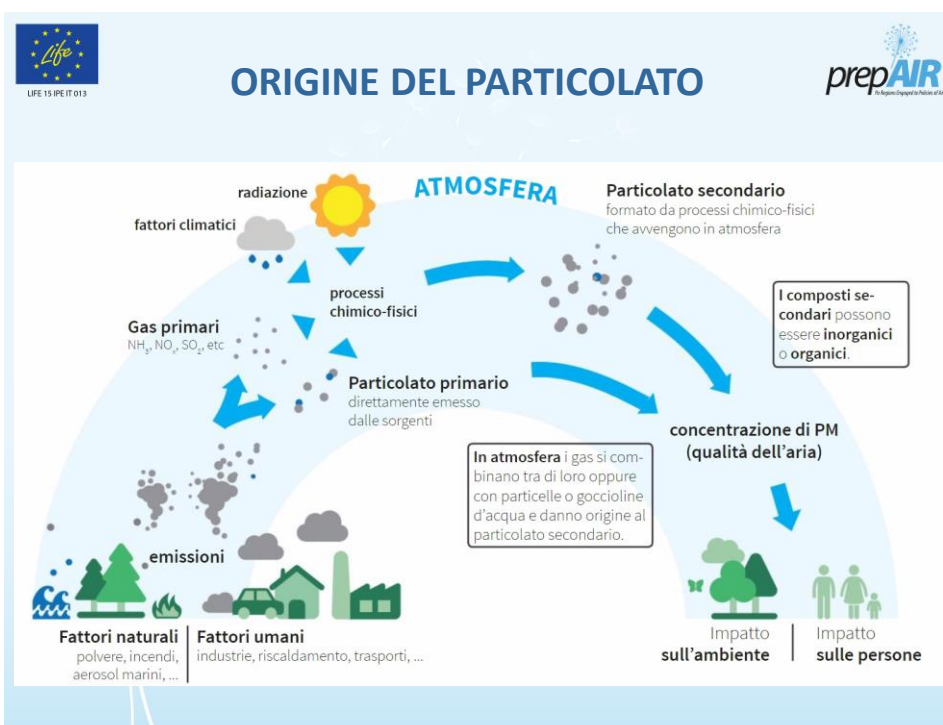 Life
LIFE 15 IPE IT 013
ORIGINE DEL PARTICOLATO
prepAIR
ATMOSFERA
radiazione
fattori climatici
processi
chimico-fisici
Particolato secondario
formato da processi chimico-fisici
che avvengono in atmosfera
I composti se-
condari possono
essere inorganici
o organici.
Gas primari
NH₃, NOₓ, SO₂, etc
Particolato primario
direttamente emesso
dalle sorgenti
concentrazione di PM
(qualità dell'aria)
In atmosfera i gas si com-
binano tra di loro oppure
con particelle o goccioline
d'acqua e danno origine al
particolato secondario.
emissioni
Fattori naturali
polvere, incendi,
aerosol marini, ...
Fattori umani
industrie, riscaldamento, trasporti, ...
Impatto
sull'ambiente
Impatto
sulle persone